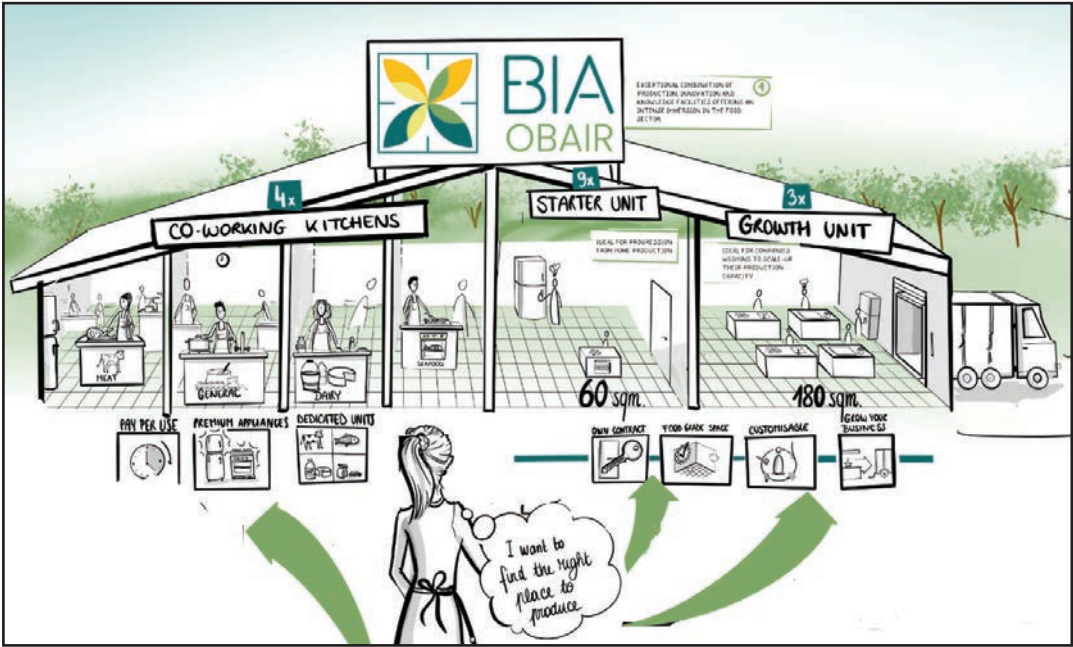 BIA
OBAIR
EXCEPTIONAL COMBINATION OF
PRODUCTION, INNOVATION AND
KNOWLEDGE FACILITIES OFFERING AN
INTENSE IMMERSION IN THE FOOD
SECTOR
1
4x
CO-WORKING KITCHENS
9x
STARTER UNIT
3x
GROWTH UNIT
IDEAL FOR PROGRESSION
FROM HOME PRODUCTION
IDEAL FOR COMPANIES
WISHING TO SCALE-UP
THEIR PRODUCTION
CAPACITY
MEAT
GENERAL
DAIRY
SEAFOOD
60 sqm.
180 sqm.
PAY PER USE
PREMIUM APPLIANCES
DEDICATED UNITS
OWN CONTRACT
FOOD GRADE SPACE
CUSTOMISABLE
GROW YOUR
BUSINESS
I want to
find the right
place to
produce